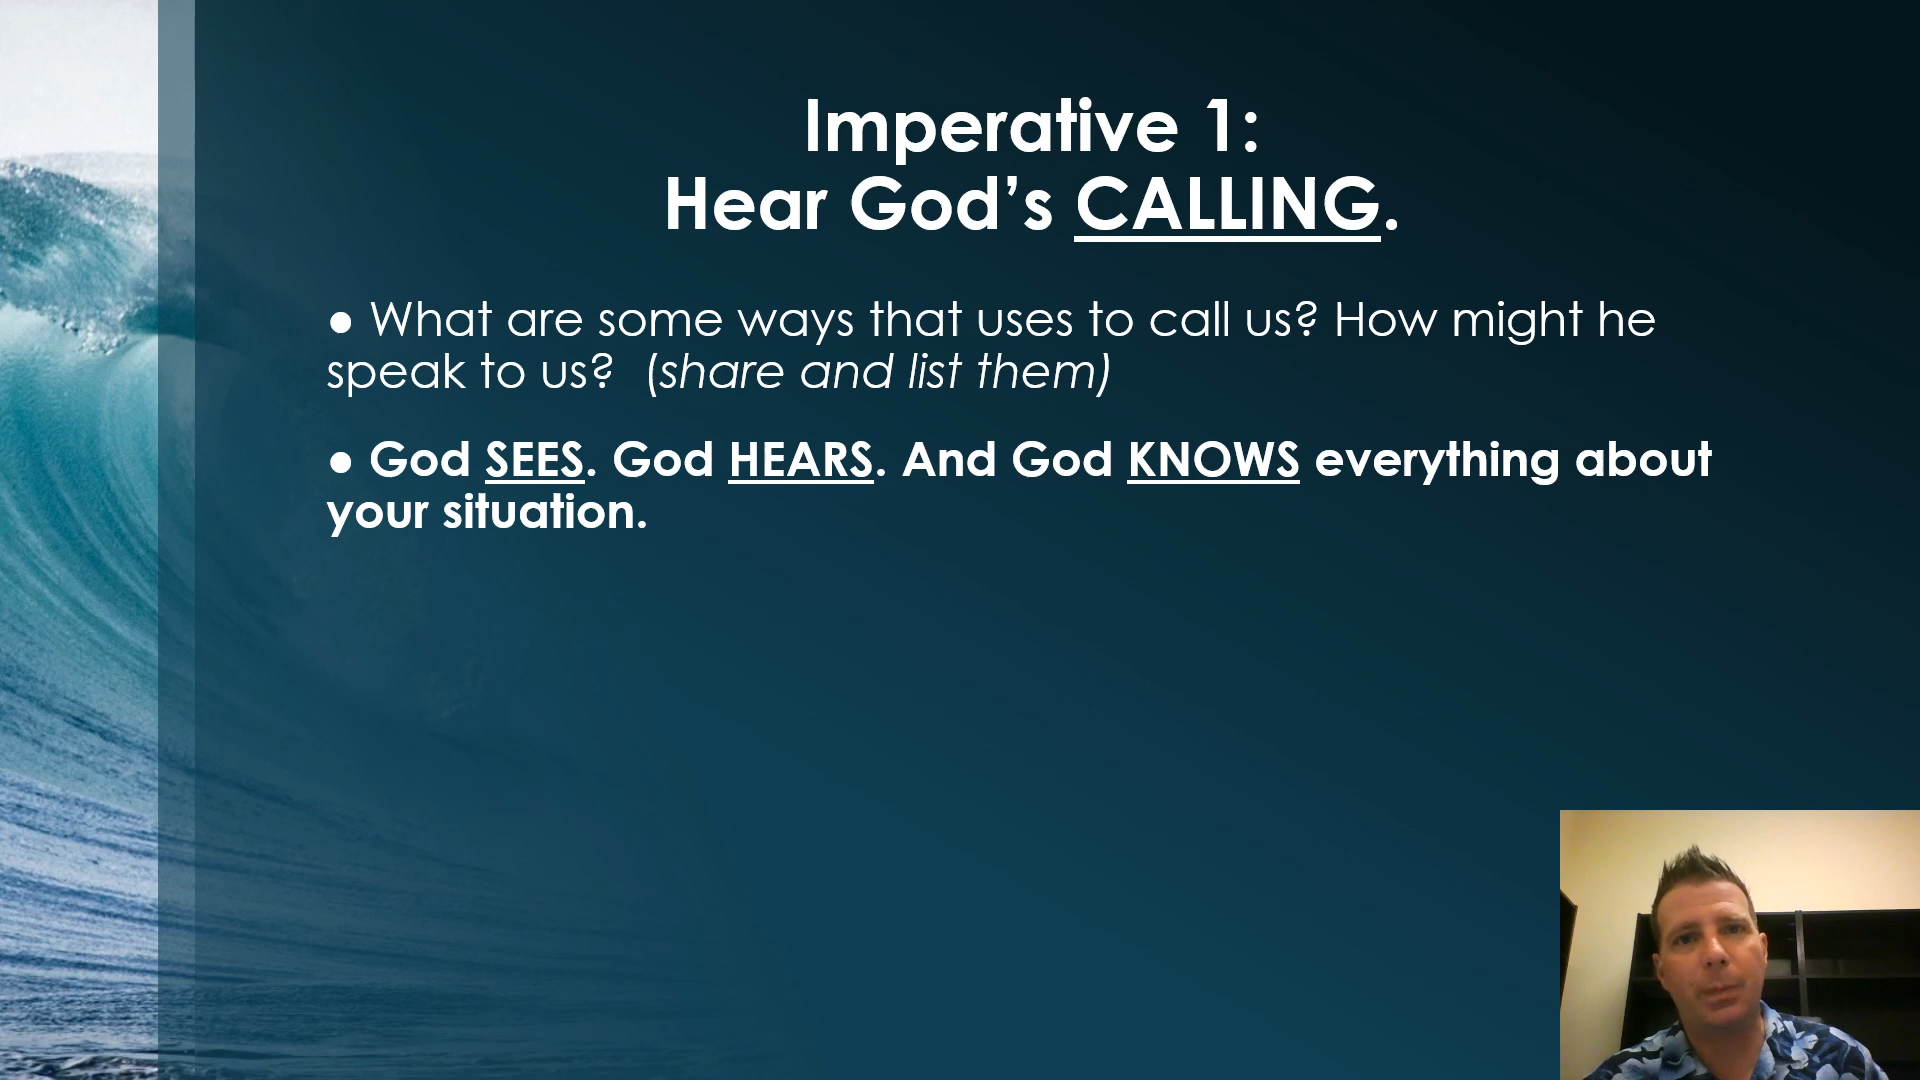 Imperative 1:
Hear God’s CALLING.
● What are some ways that uses to call us? How might he
speak to us?  (share and list them)
● God SEES. God HEARS. And God KNOWS everything about
your situation.